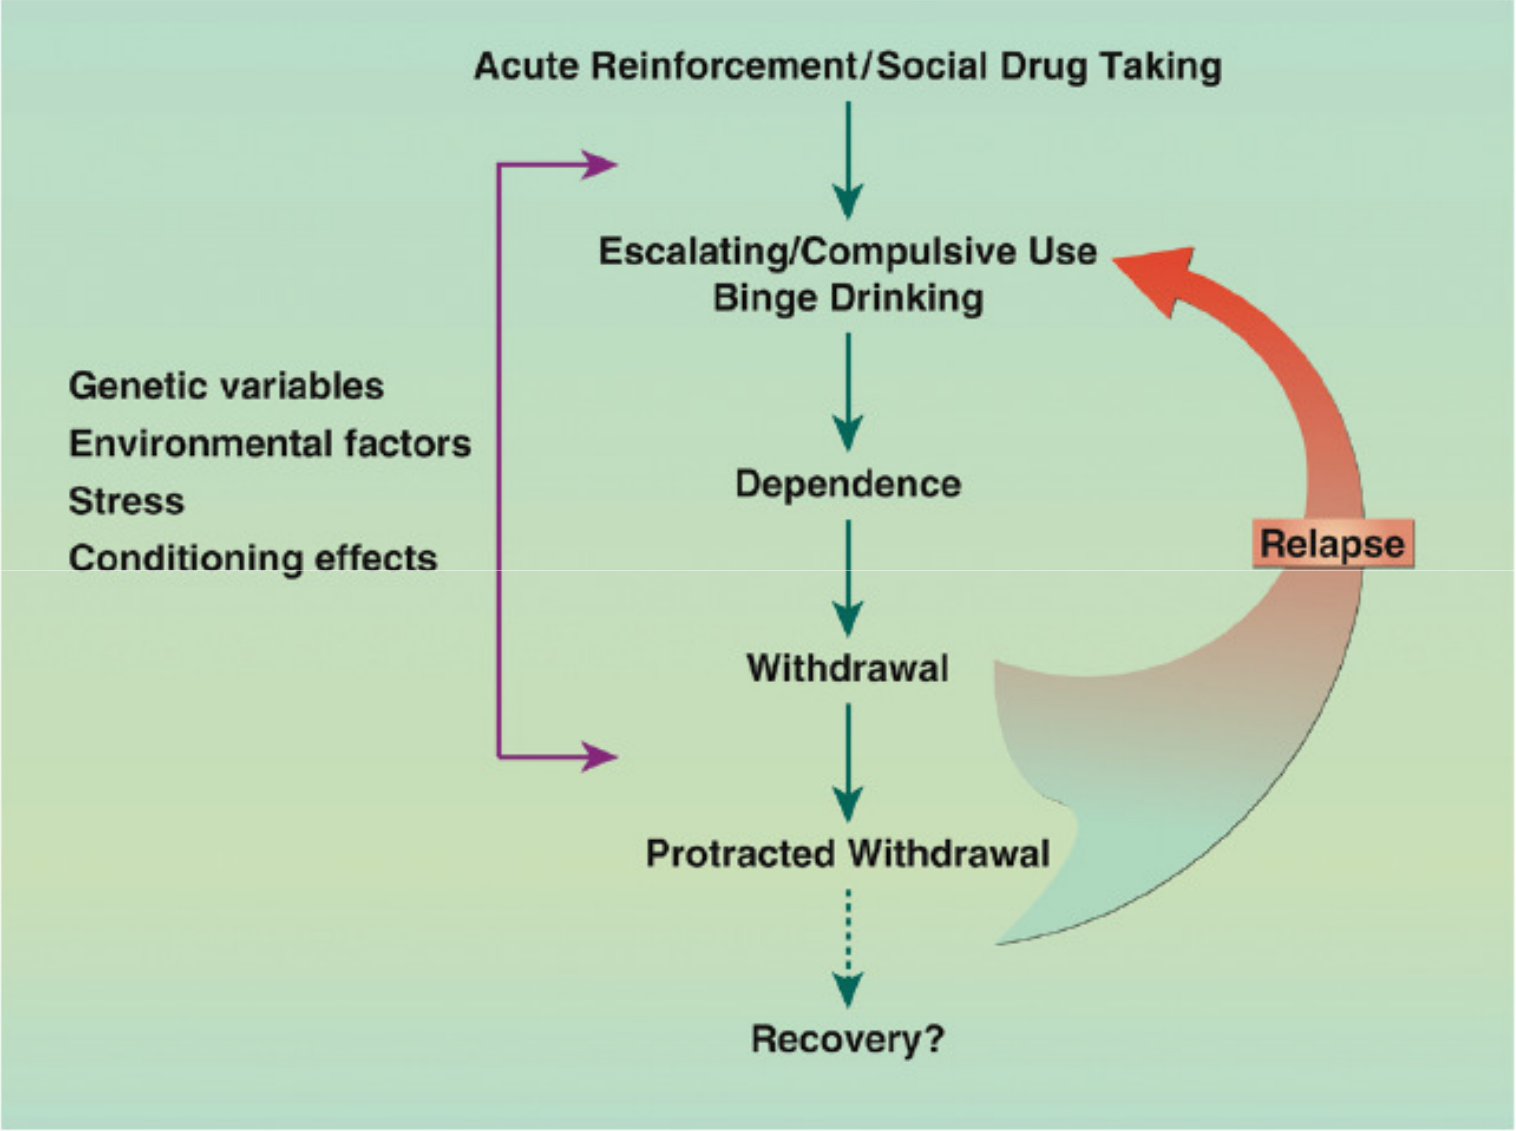 Acute Reinforcement/Social Drug Taking
Escalating/Compulsive Use
Binge Drinking
Genetic variables
Environmental factors
Stress
Conditioning effects
Dependence
Relapse
Withdrawal
Protracted Withdrawal
Recovery?